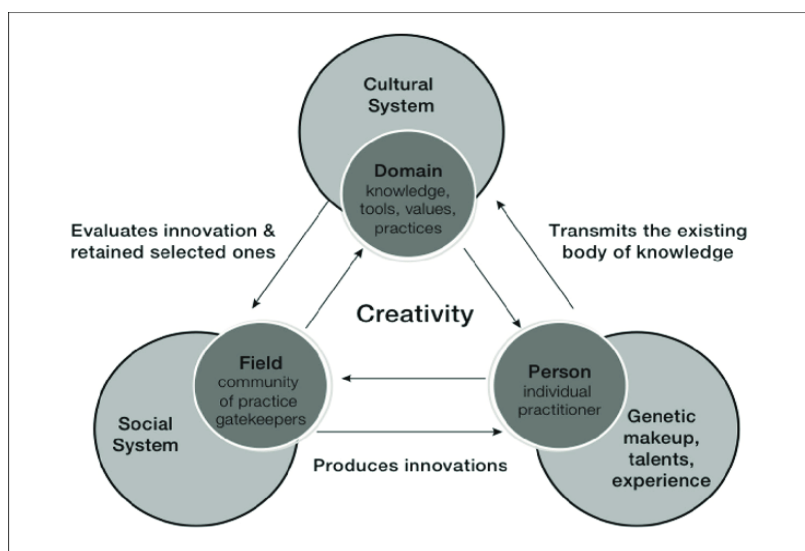 Cultural
System
Domain
knowledge,
tools, values,
practices
Evaluates innovation &
retained selected ones
Transmits the existing
body of knowledge
Creativity
Field
community
of practice
gatekeepers
Social
System
Person
individual
practitioner
Genetic
makeup,
talents,
experience
Produces innovations